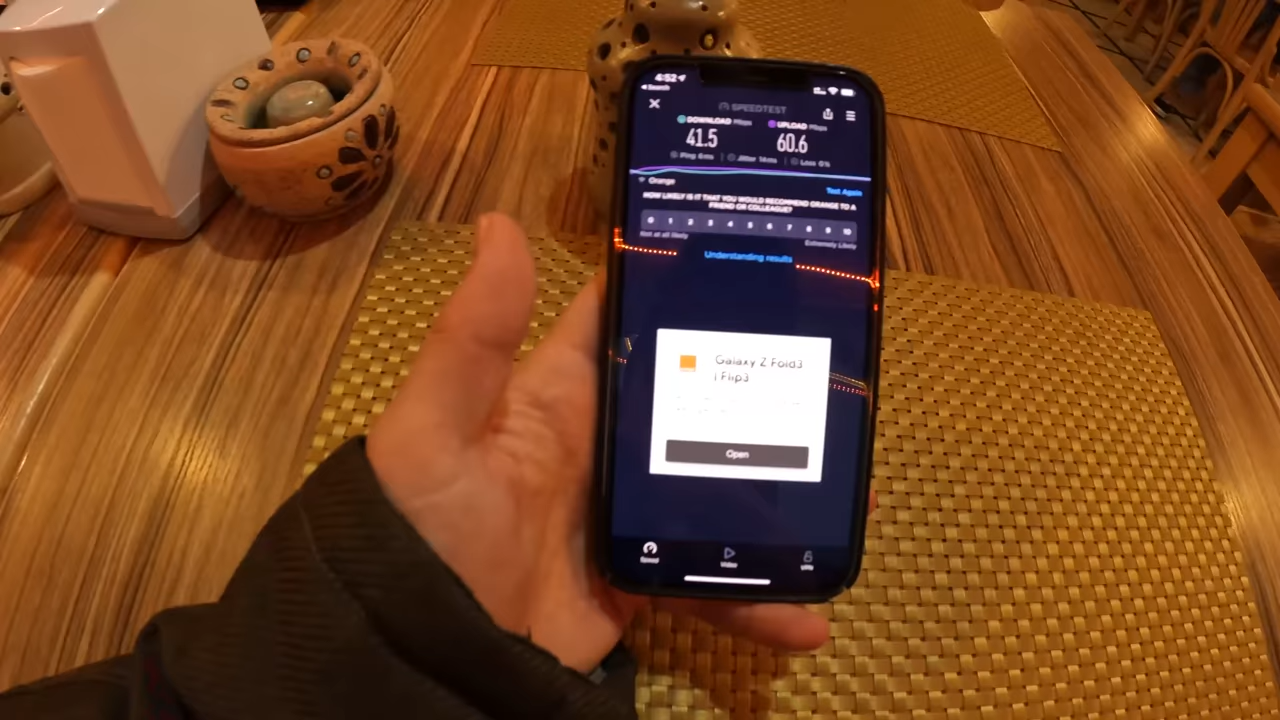 4:52
Search
SPEEDTEST
DOWNLOAD Mbps
UPLOAD Mbps
41.5
60.6
Ping 6ms
Jitter 14ms
Loss 0%
Orange
Test Again
HOW LIKELY IS IT THAT YOU WOULD RECOMMEND ORANGE TO A
FRIEND OR COLLEAGUE?
0 1 2 3 4 5 6 7 8 9 10
Not at all likely
Extremely Likely
Understanding results
Galaxy Z Fold3
i Flip3
Open
Speed
Video
VPN